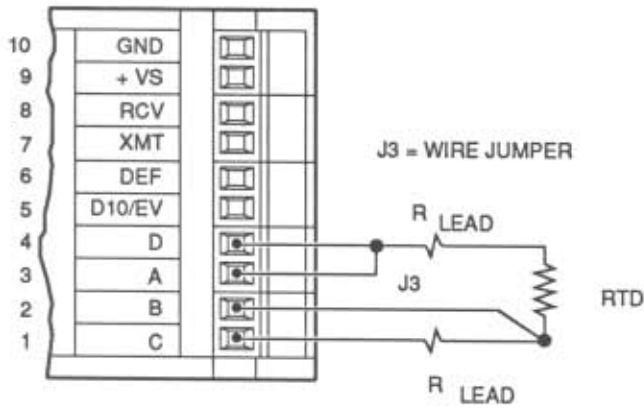 10 GND
9 + VS
8 RCV
7 XMT
J3 = WIRE JUMPER
6 DEF
5 D10/EV
R LEAD
4 D
3 A
J3
RTD
2 B
1 C
R LEAD